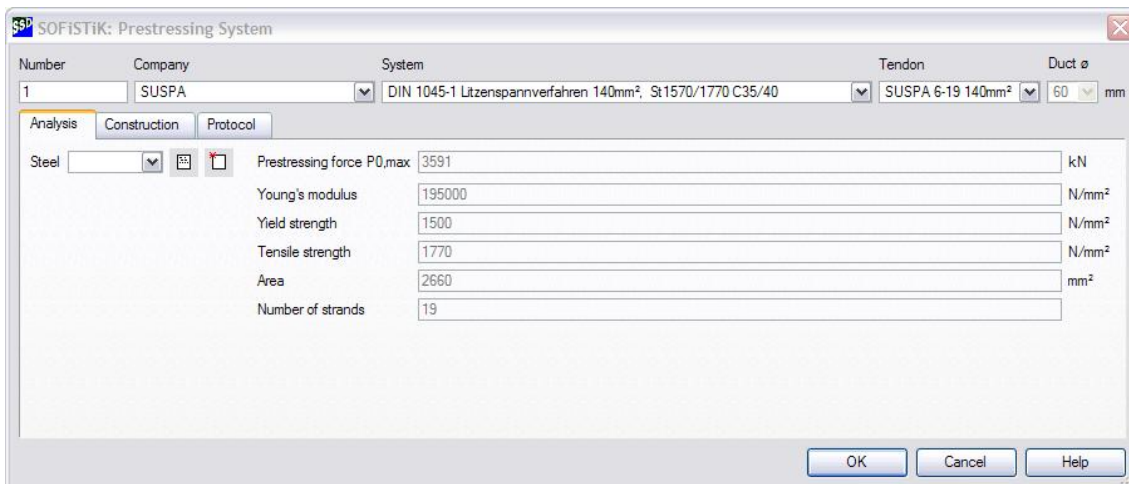 SSD SOFiSTiK: Prestressing System
Number Company System Tendon Duct ø
1 SUSPA DIN 1045-1 Litzenspannverfahren 140mm², St1570/1770 C35/40 SUSPA 6-19 140mm² 60 mm
Analysis Construction Protocol
Steel Prestressing force P0,max 3591 kN
Young's modulus 195000 N/mm²
Yield strength 1500 N/mm²
Tensile strength 1770 N/mm²
Area 2660 mm²
Number of strands 19
OK Cancel Help